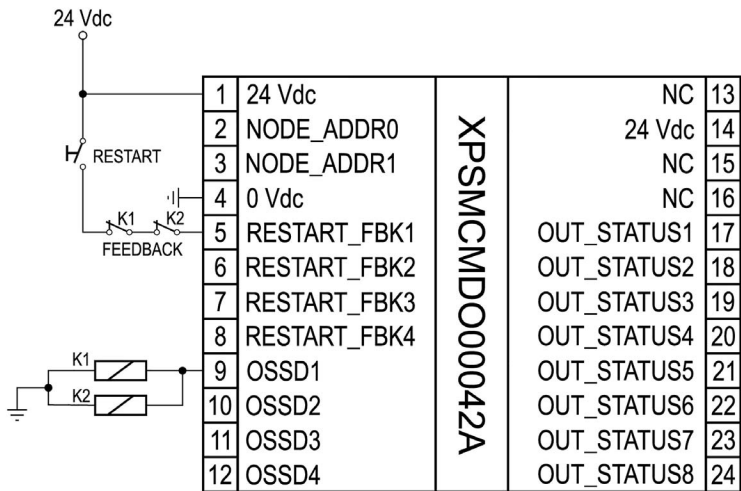 24 Vdc
RESTART
K1 K2
FEEDBACK
K1
K2
1 24 Vdc
2 NODE_ADDR0
3 NODE_ADDR1
4 0 Vdc
5 RESTART_FBK1
6 RESTART_FBK2
7 RESTART_FBK3
8 RESTART_FBK4
9 OSSD1
10 OSSD2
11 OSSD3
12 OSSD4
XPSMCMDO00042A
NC 13
24 Vdc 14
NC 15
NC 16
OUT_STATUS1 17
OUT_STATUS2 18
OUT_STATUS3 19
OUT_STATUS4 20
OUT_STATUS5 21
OUT_STATUS6 22
OUT_STATUS7 23
OUT_STATUS8 24